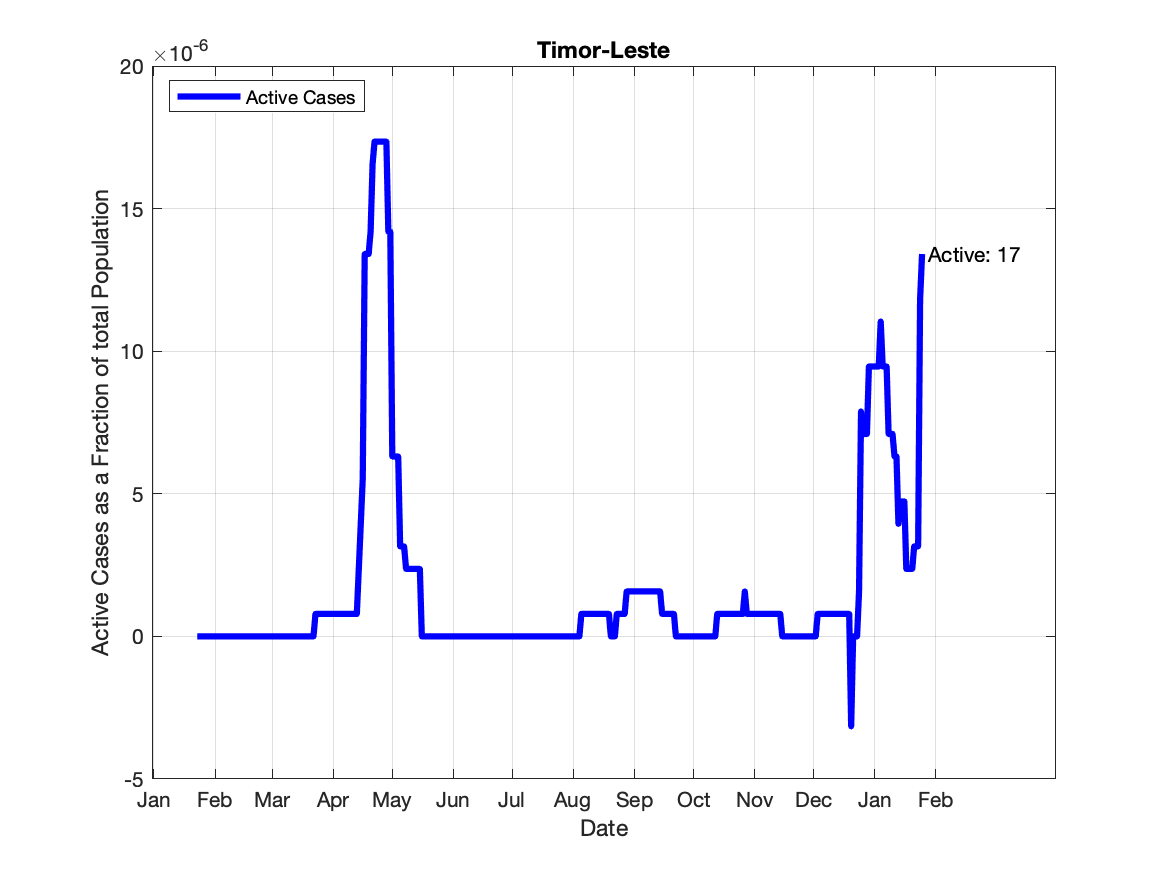 ×10-6
Timor-Leste
Active Cases
20
15
10
5
0
-5
Active Cases as a Fraction of total Population
Active: 17
Jan Feb Mar Apr May Jun Jul Aug Sep Oct Nov Dec Jan Feb
Date